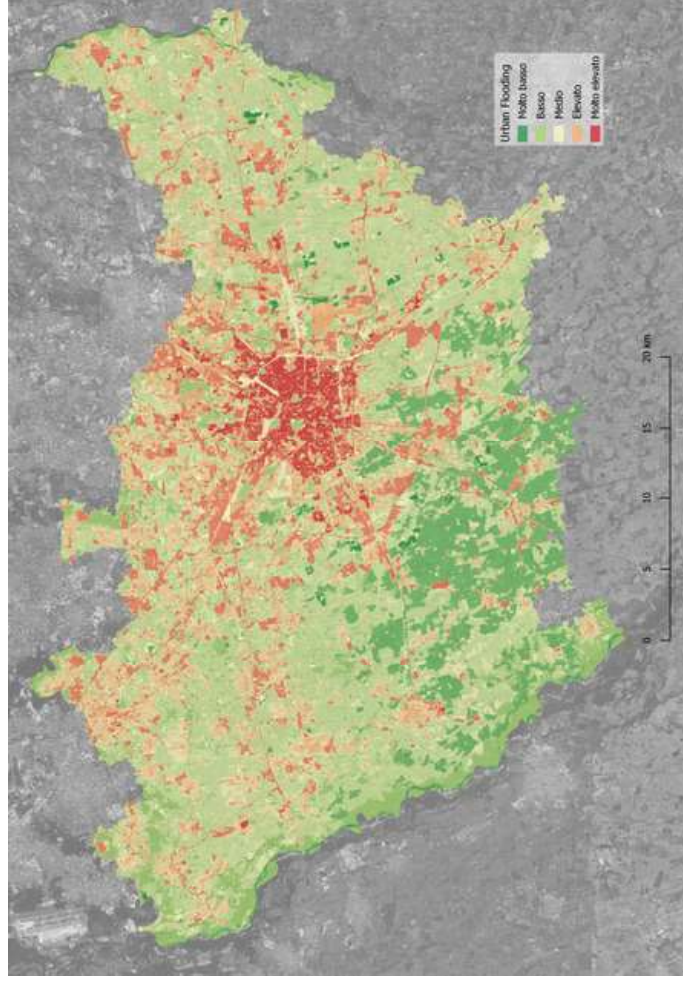 Urban Flooding
Molto basso
Basso
Medio
Elevato
Molto elevato
0 5 10 15 20 km